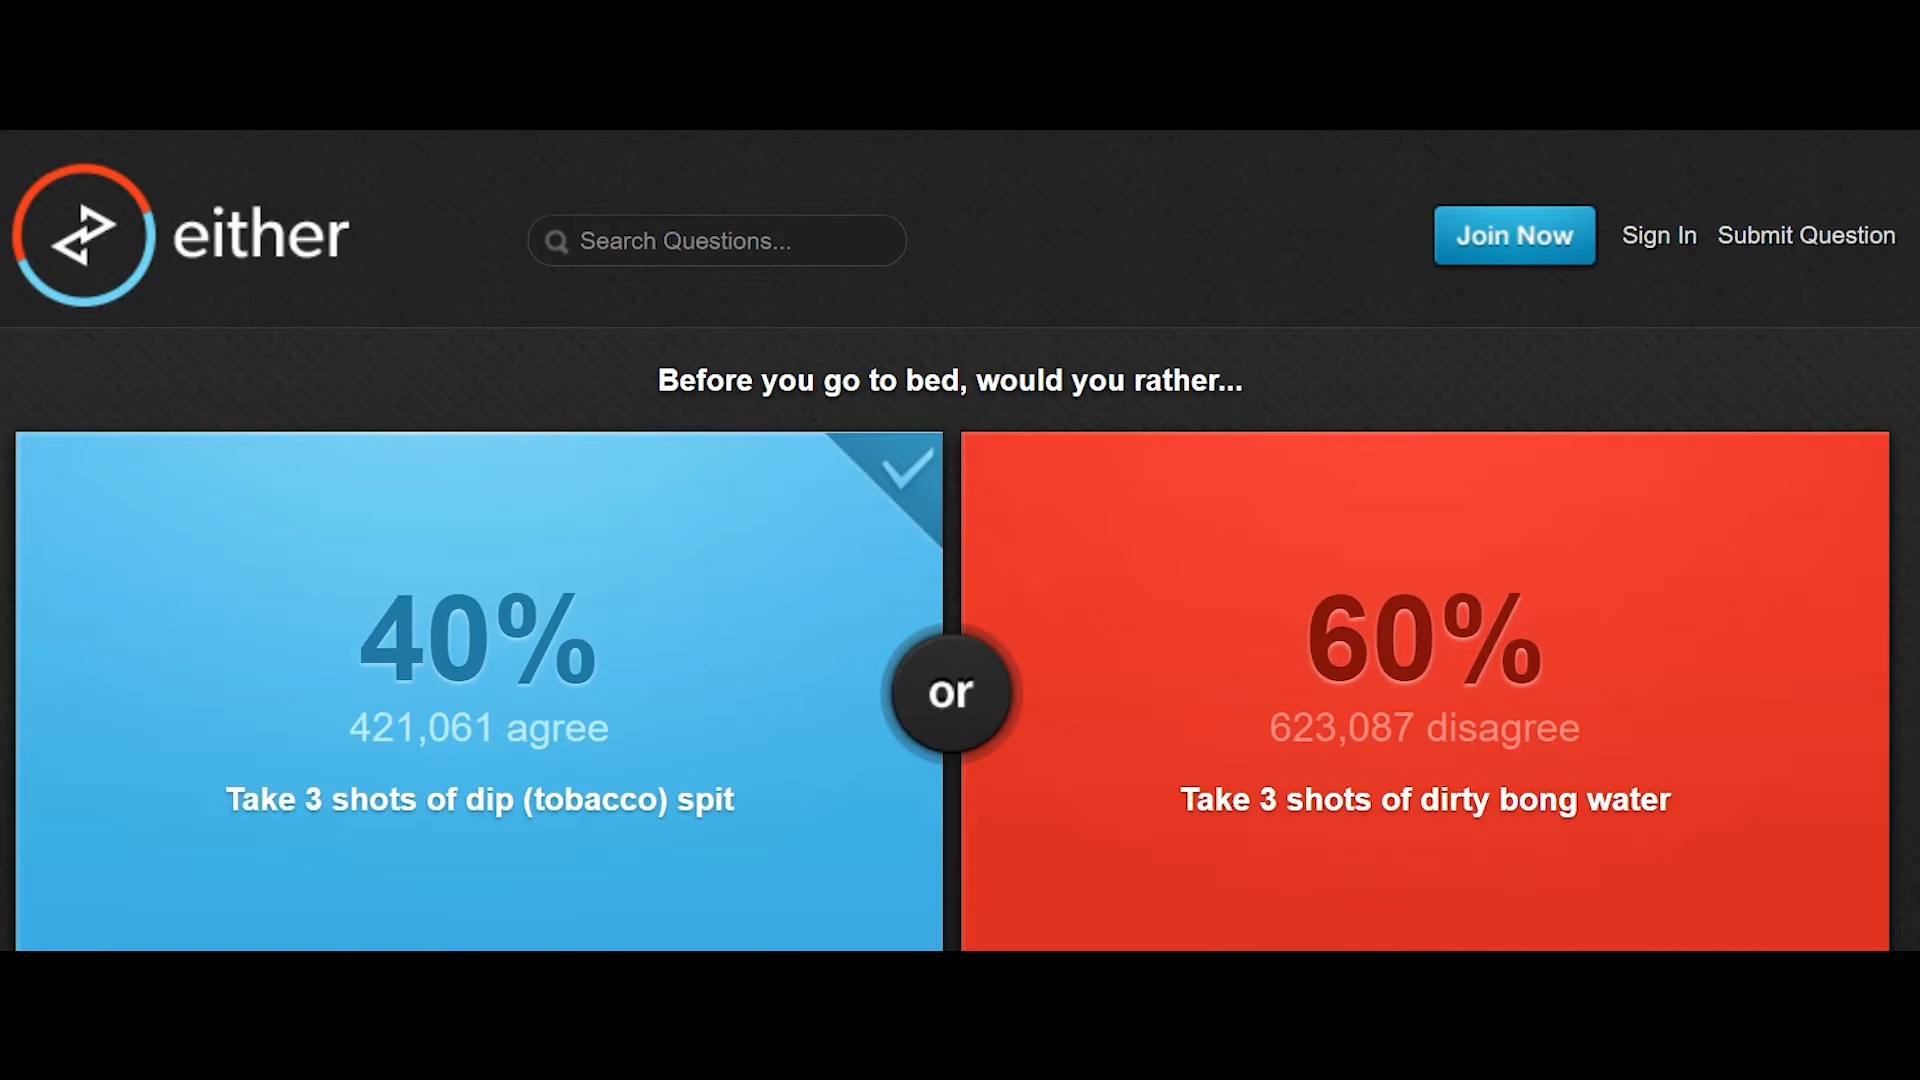 either
Search Questions...
Join Now
Sign In
Submit Question
Before you go to bed, would you rather...
40%
421,061 agree
Take 3 shots of dip (tobacco) spit
or
60%
623,087 disagree
Take 3 shots of dirty bong water